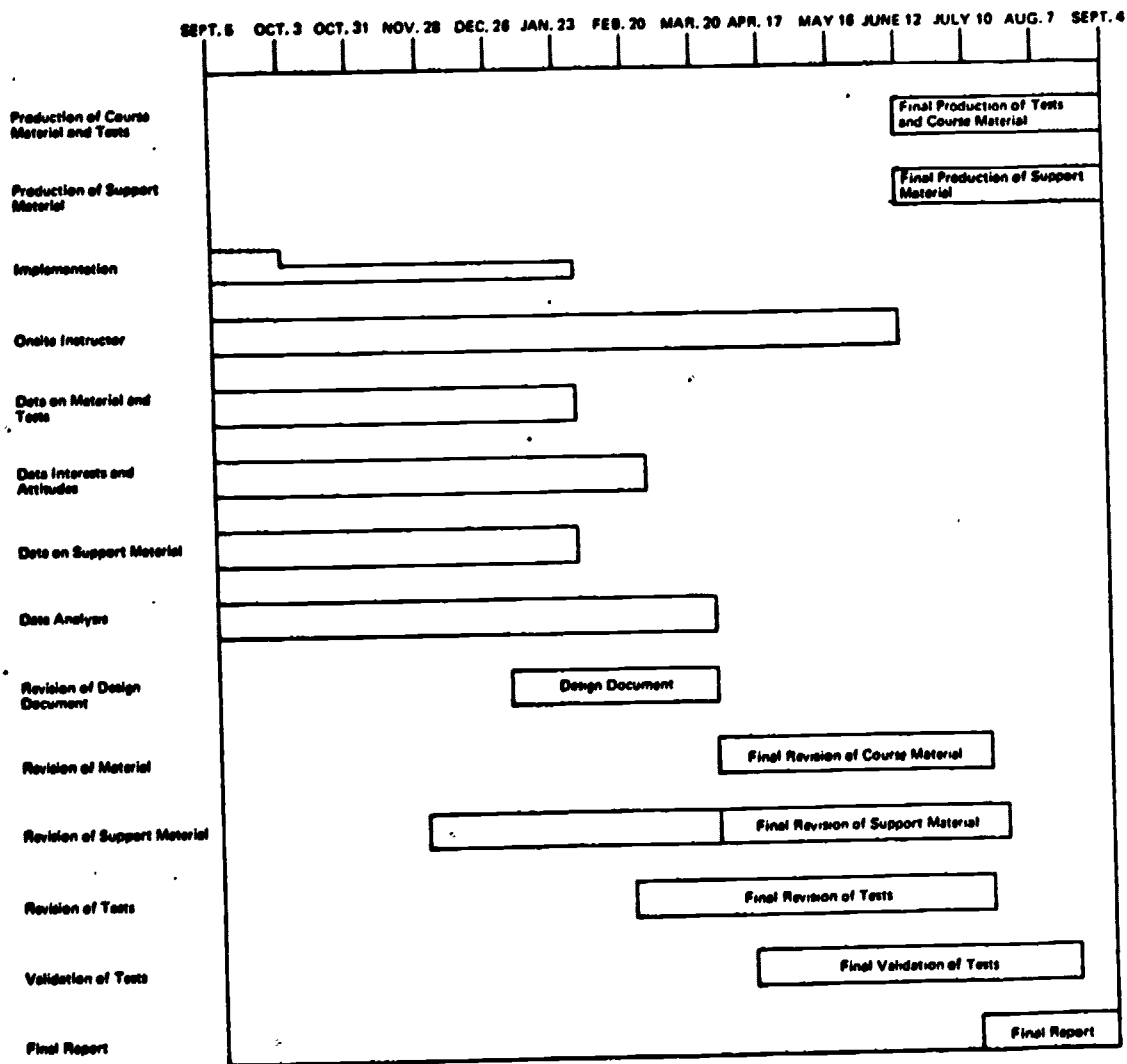 SEPT. 5 OCT. 3 OCT. 31 NOV. 28 DEC. 26 JAN. 23 FEB. 20 MAR. 20 APR. 17 MAY 15 JUNE 12 JULY 10 AUG. 7 SEPT. 4
Production of Course
Material and Tests
Final Production of Tests
and Course Material
Production of Support
Material
Final Production of Support
Material
Implementation
Onsite Instructor
Data on Material and
Tests
Data Interests and
Attitudes
Data on Support Material
Data Analysis
Revision of Design
Document
Design Document
Revision of Material
Final Revision of Course Material
Revision of Support Material
Final Revision of Support Material
Revision of Tests
Final Revision of Tests
Validation of Tests
Final Validation of Tests
Final Report
Final Report